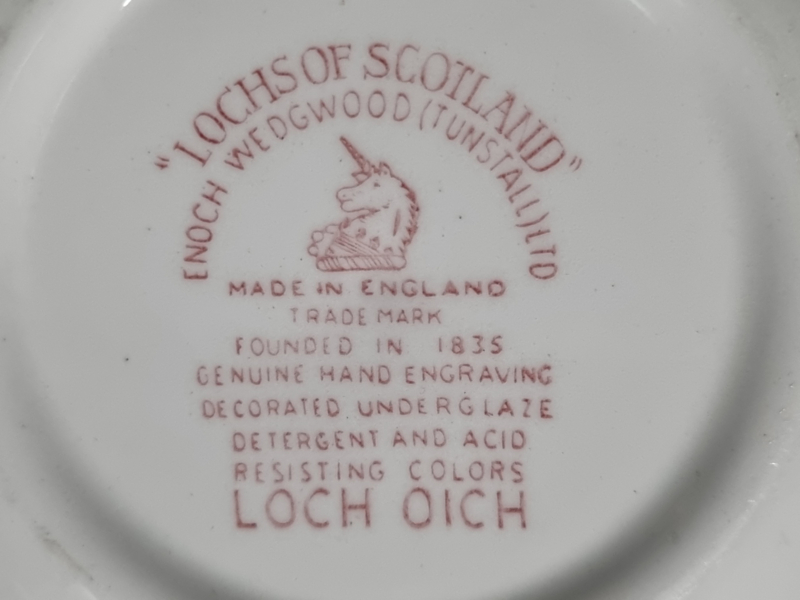 "LOCHS OF SCOTLAND"
ENOCH WEDGWOOD (TUNSTALL) LTD
MADE IN ENGLAND
TRADE MARK
FOUNDED IN 1835
GENUINE HAND ENGRAVING
DECORATED UNDERGLAZE
DETERGENT AND ACID
RESISTING COLORS
LOCH OICH